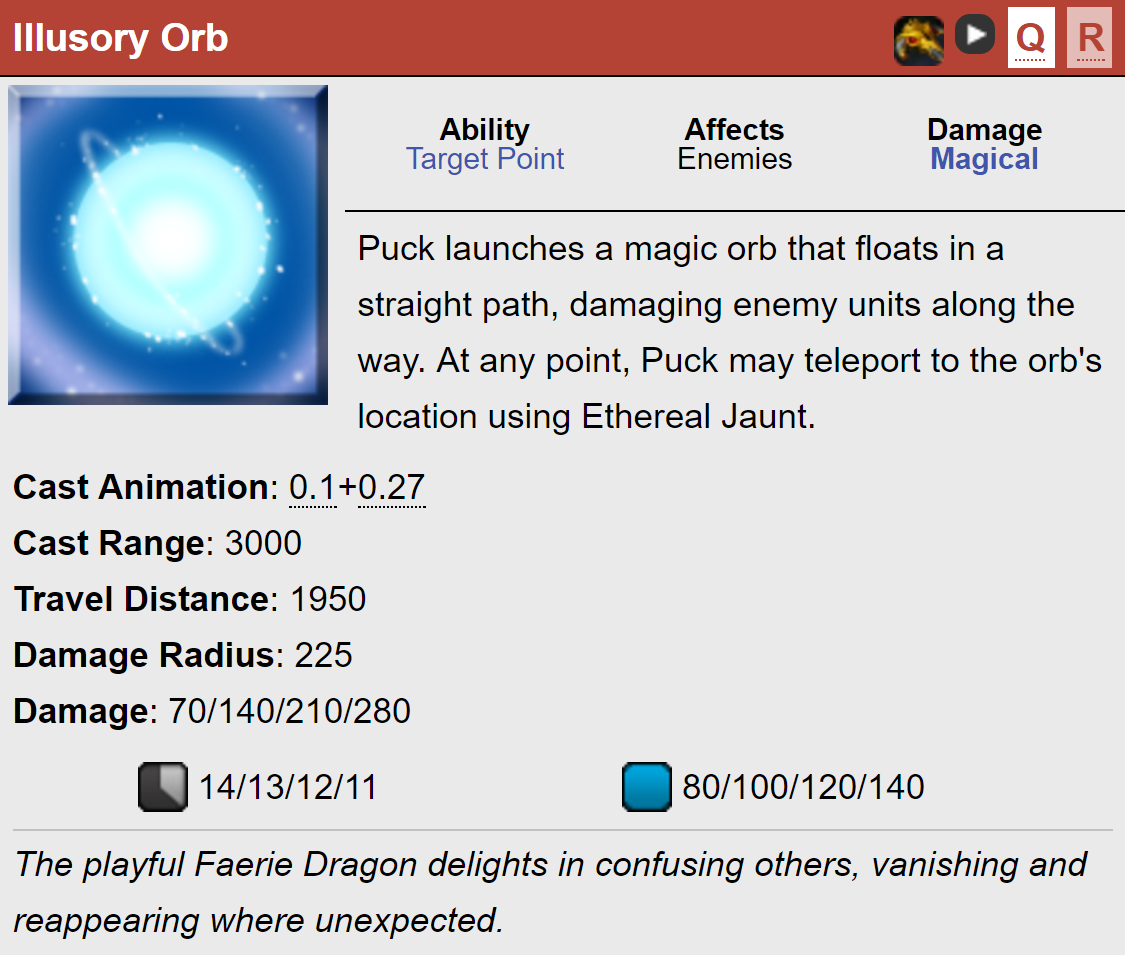 Illusory Orb
Q R
Ability Affects Damage
Target Point Enemies Magical
Puck launches a magic orb that floats in a
straight path, damaging enemy units along the
way. At any point, Puck may teleport to the orb's
location using Ethereal Jaunt.
Cast Animation: 0.1+0.27
Cast Range: 3000
Travel Distance: 1950
Damage Radius: 225
Damage: 70/140/210/280
14/13/12/11 80/100/120/140
The playful Faerie Dragon delights in confusing others, vanishing and
reappearing where unexpected.